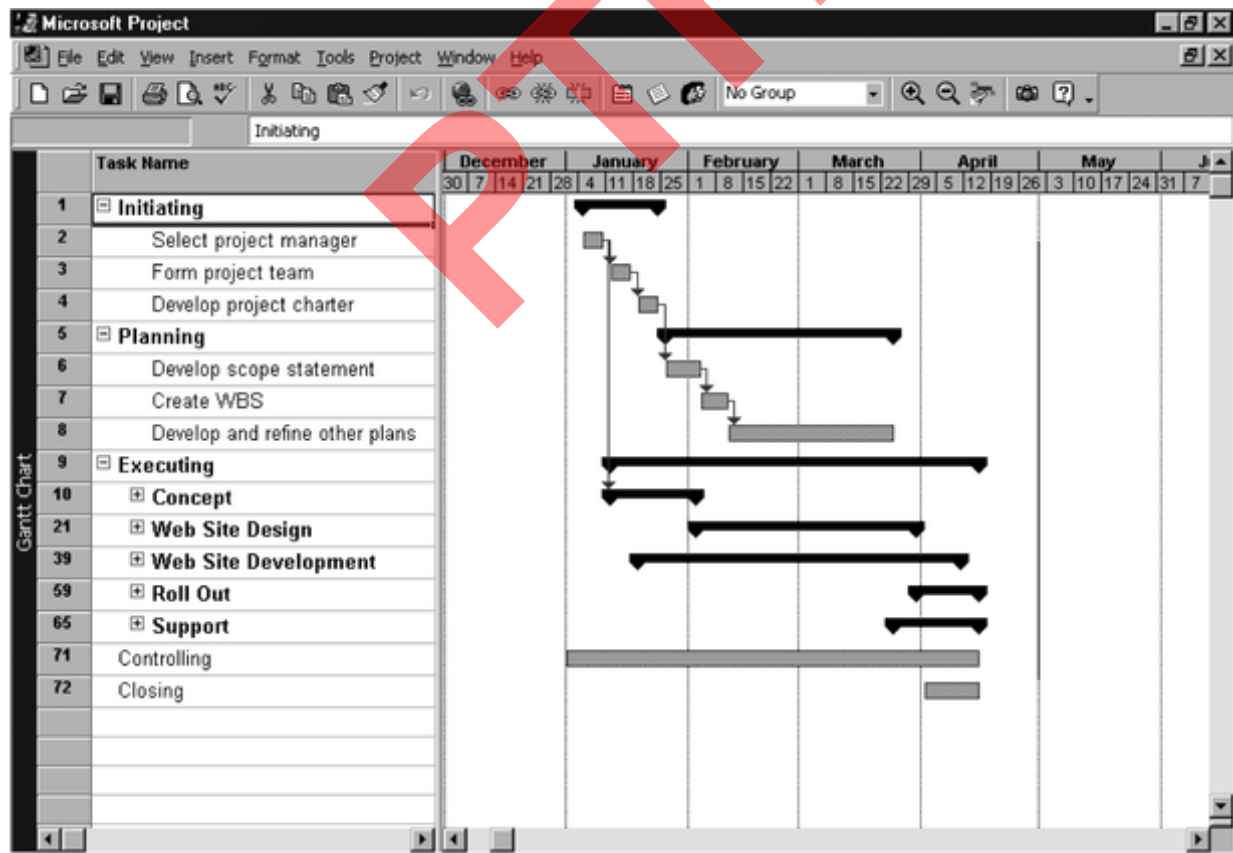 Microsoft Project
File Edit View Insert Format Tools Project Window Help
No Group
Initiating
Task Name December January February March April May J
30 7 14 21 28 4 11 18 25 1 8 15 22 1 8 15 22 29 5 12 19 26 3 10 17 24 31 7
1 Initiating
2 Select project manager
3 Form project team
4 Develop project charter
5 Planning
6 Develop scope statement
7 Create WBS
8 Develop and refine other plans
9 Executing
10 Concept
21 Web Site Design
39 Web Site Development
59 Roll Out
65 Support
71 Controlling
72 Closing
Gantt Chart